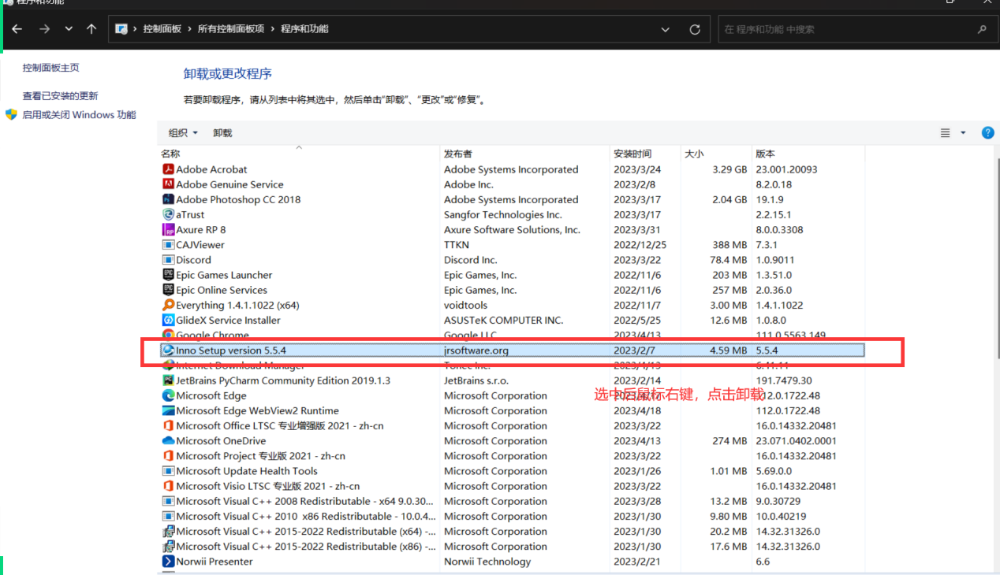 程序和功能
控制面板 › 所有控制面板项 › 程序和功能
在 程序和功能 中搜索
控制面板主页
查看已安装的更新
启用或关闭 Windows 功能
卸载或更改程序
若要卸载程序，请从列表中将其选中，然后单击“卸载”、“更改”或“修复”。
组织 卸载
名称 发布者 安装时间 大小 版本
Adobe Acrobat Adobe Systems Incorporated 2023/3/24 3.29 GB 23.001.20093
Adobe Genuine Service Adobe Inc. 2023/2/8 8.2.0.18
Adobe Photoshop CC 2018 Adobe Systems Incorporated 2023/3/17 2.04 GB 19.1.9
aTrust Sangfor Technologies Inc. 2023/3/17 2.2.15.1
Axure RP 8 Axure Software Solutions, Inc. 2023/3/31 8.0.0.3308
CAJViewer TTKN 2022/12/25 388 MB 7.3.1
Discord Discord Inc. 2023/3/22 78.4 MB 1.0.9011
Epic Games Launcher Epic Games, Inc. 2022/11/6 203 MB 1.3.51.0
Epic Online Services Epic Games, Inc. 2022/11/6 257 MB 2.0.36.0
Everything 1.4.1.1022 (x64) voidtools 2022/11/7 3.00 MB 1.4.1.1022
GlideX Service Installer ASUSTeK COMPUTER INC. 2022/5/25 12.6 MB 1.0.8.0
Google Chrome Google LLC 2023/4/13 111.0.5563.149
Inno Setup version 5.5.4 jrsoftware.org 2023/2/7 4.59 MB 5.5.4
Internet Download Manager Tonec Inc. 2023/4/13 6.41.11
JetBrains PyCharm Community Edition 2019.1.3 JetBrains s.r.o. 2023/2/14 191.7479.30
选中后鼠标右键，点击卸载
Microsoft Edge Microsoft Corporation 112.0.1722.48
Microsoft Edge WebView2 Runtime Microsoft Corporation 2023/4/18 112.0.1722.48
Microsoft Office LTSC 专业增强版 2021 - zh-cn Microsoft Corporation 2023/3/22 16.0.14332.20481
Microsoft OneDrive Microsoft Corporation 2023/4/13 274 MB 23.071.0402.0001
Microsoft Project 专业版 2021 - zh-cn Microsoft Corporation 2023/3/22 16.0.14332.20481
Microsoft Update Health Tools Microsoft Corporation 2023/1/26 1.01 MB 5.69.0.0
Microsoft Visio LTSC 专业版 2021 - zh-cn Microsoft Corporation 2023/3/22 16.0.14332.20481
Microsoft Visual C++ 2008 Redistributable - x64 9.0.30... Microsoft Corporation 2023/3/28 13.2 MB 9.0.30729
Microsoft Visual C++ 2010 x86 Redistributable - 10.0.4... Microsoft Corporation 2023/1/30 9.80 MB 10.0.40219
Microsoft Visual C++ 2015-2022 Redistributable (x64) -... Microsoft Corporation 2023/1/30 20.2 MB 14.32.31326.0
Microsoft Visual C++ 2015-2022 Redistributable (x86) -... Microsoft Corporation 2023/1/30 17.6 MB 14.32.31326.0
Norwii Presenter Norwii Technology 2023/2/21 6.6